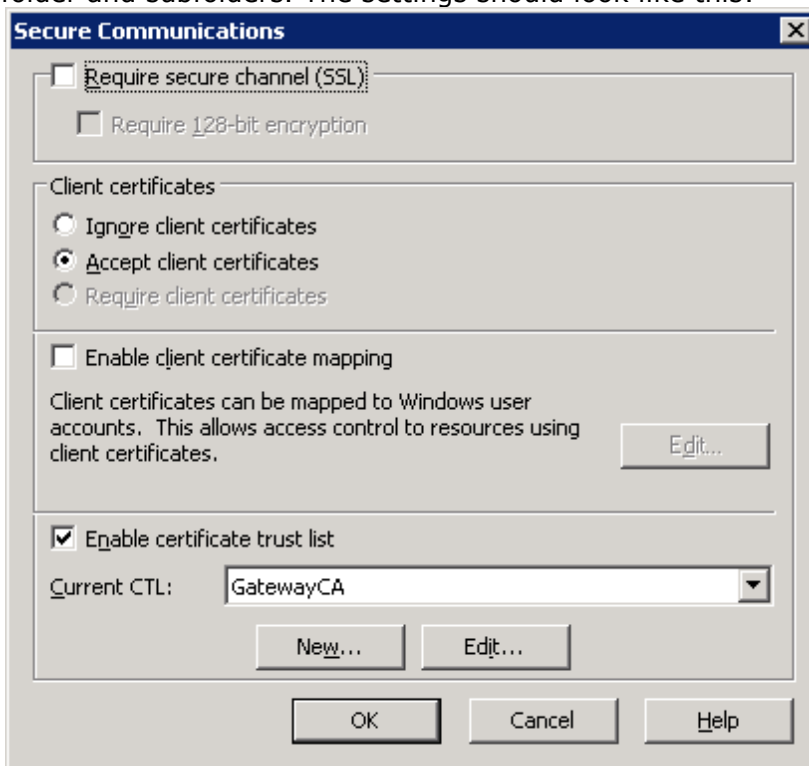 folder and subfolders. The settings should look like this:
Secure Communications
Require secure channel (SSL)
Require 128-bit encryption
Client certificates
Ignore client certificates
Accept client certificates
Require client certificates
Enable client certificate mapping
Client certificates can be mapped to Windows user
accounts. This allows access control to resources using
client certificates.
Edit...
Enable certificate trust list
Current CTL: GatewayCA
New... Edit...
OK Cancel Help